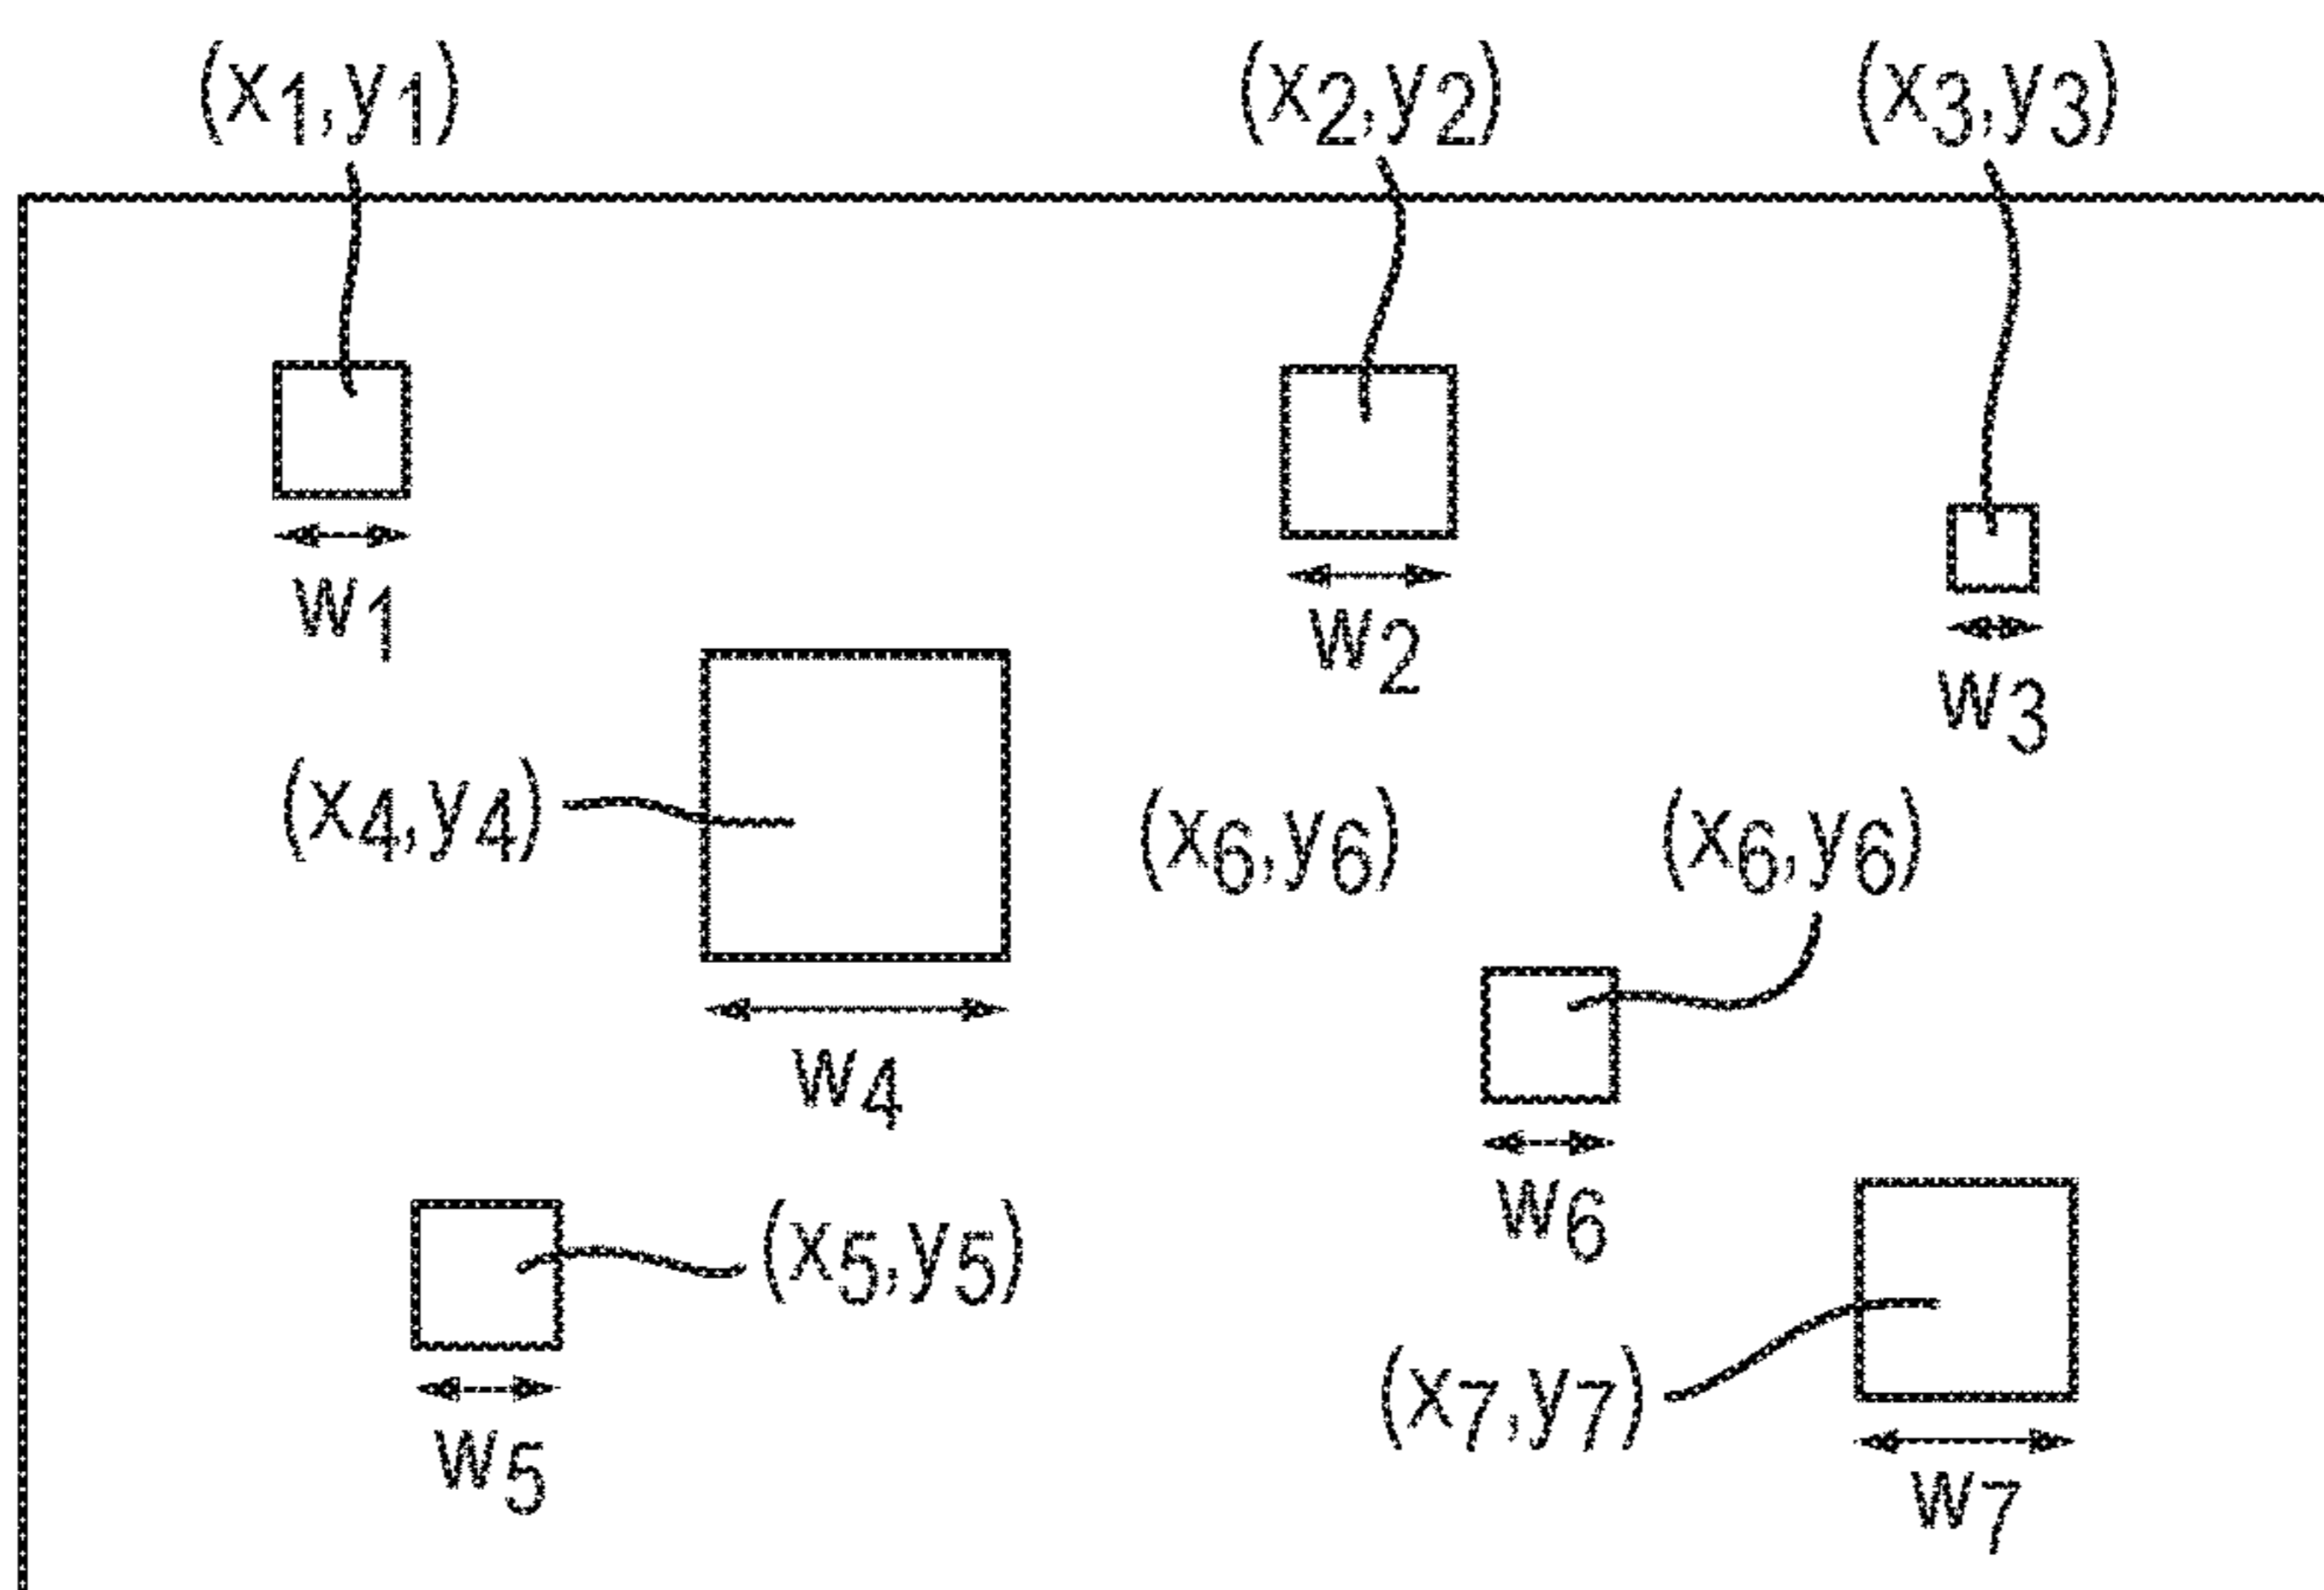 (x1,y1) (x2,y2) (x3,y3)
w1 w2 w3
(x4,y4) (x6,y6) (x6,y6)
w4 w6
(x5,y5) (x7,y7)
w5 w7